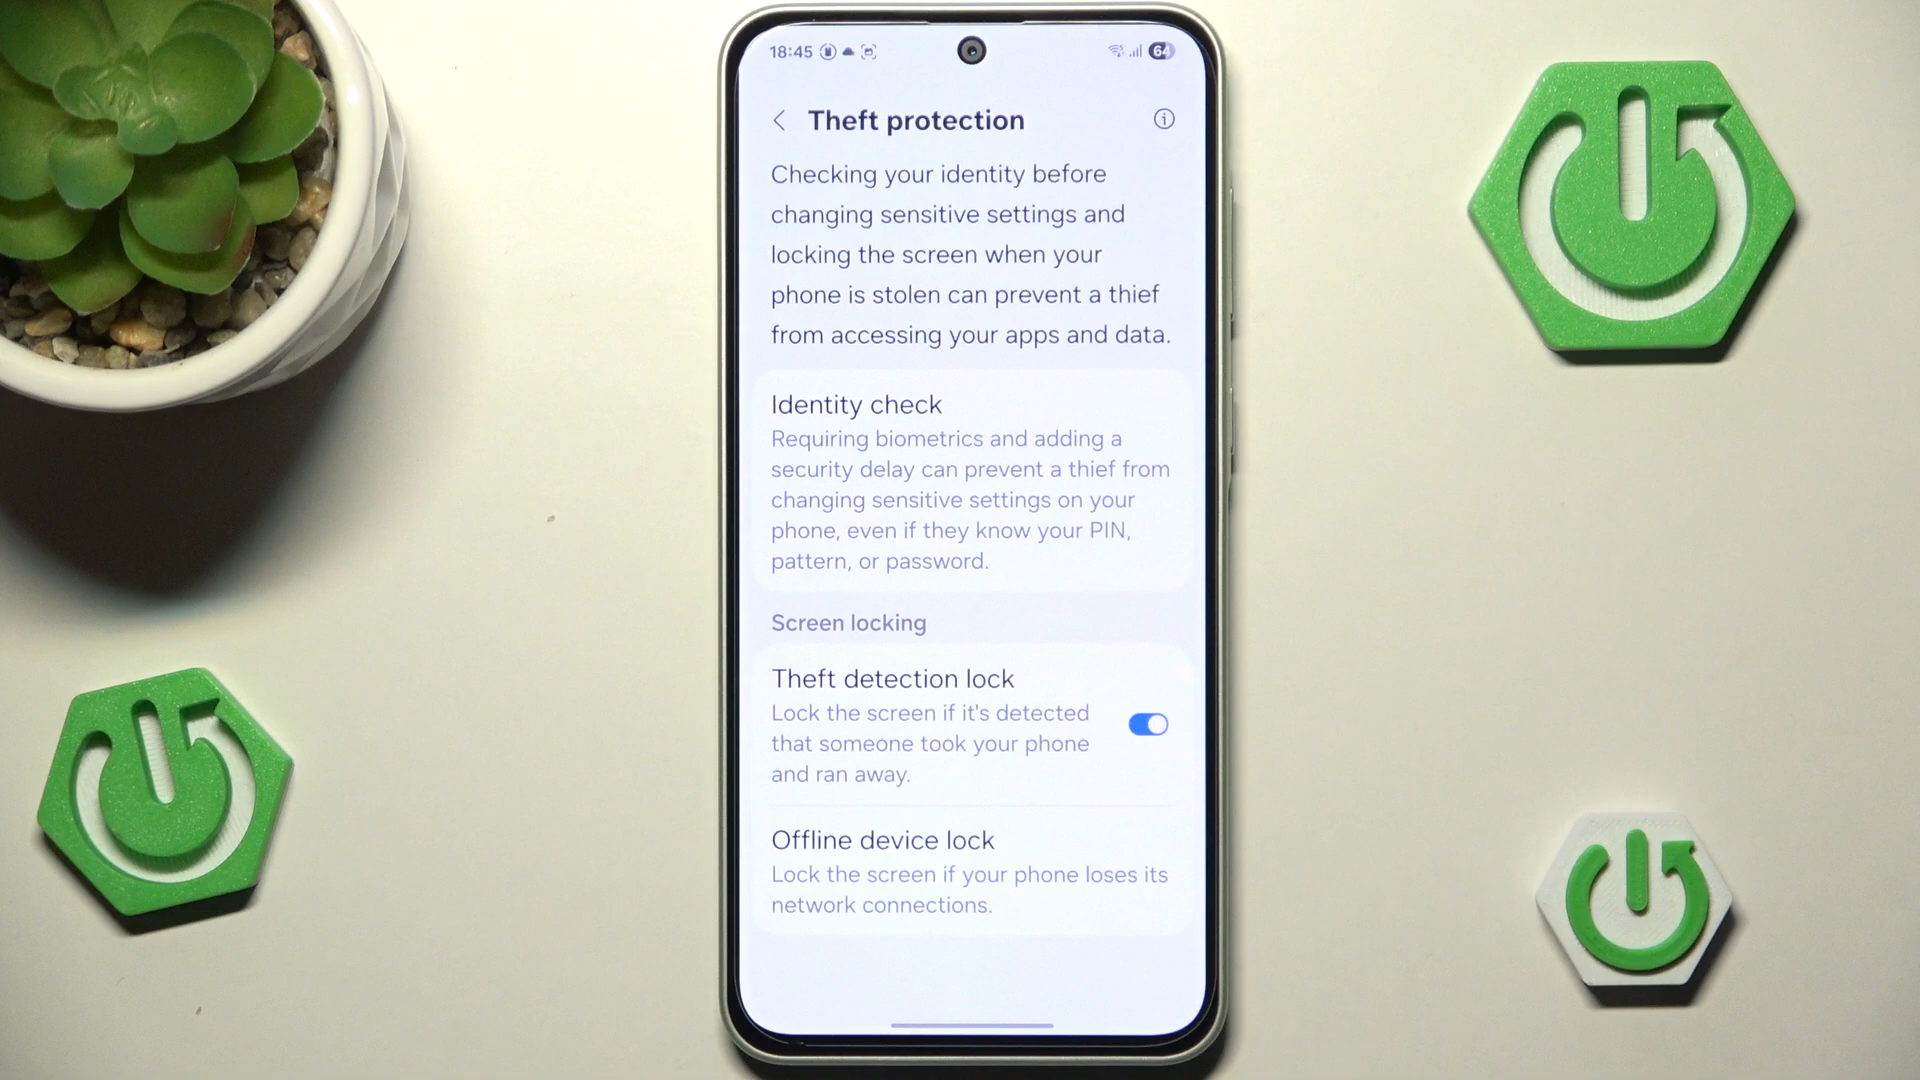 18:45
64
Theft protection
Checking your identity before
changing sensitive settings and
locking the screen when your
phone is stolen can prevent a thief
from accessing your apps and data.
Identity check
Requiring biometrics and adding a
security delay can prevent a thief from
changing sensitive settings on your
phone, even if they know your PIN,
pattern, or password.
Screen locking
Theft detection lock
Lock the screen if it's detected
that someone took your phone
and ran away.
Offline device lock
Lock the screen if your phone loses its
network connections.